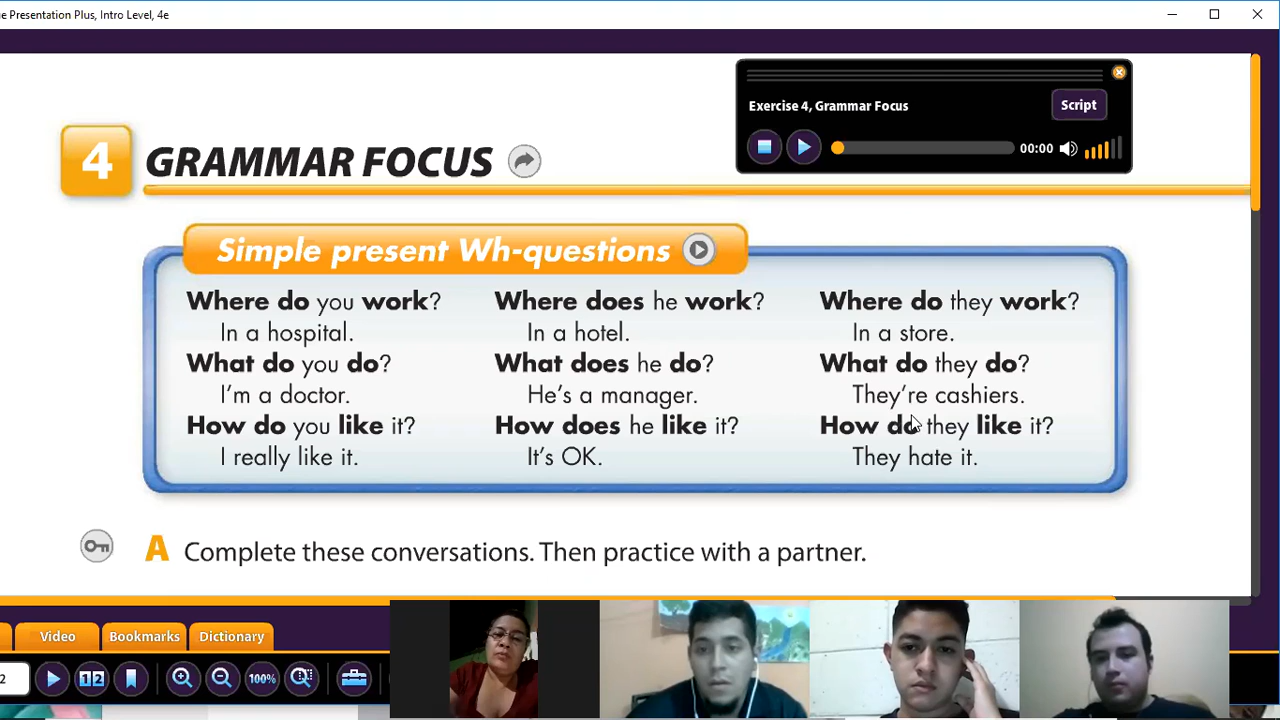 e Presentation Plus, Intro Level, 4e
Exercise 4, Grammar Focus
Script
00:00
4 GRAMMAR FOCUS
Simple present Wh-questions
Where do you work?
In a hospital.
What do you do?
I'm a doctor.
How do you like it?
I really like it.
Where does he work?
In a hotel.
What does he do?
He's a manager.
How does he like it?
It's OK.
Where do they work?
In a store.
What do they do?
They're cashiers.
How do they like it?
They hate it.
A Complete these conversations. Then practice with a partner.
Video Bookmarks Dictionary
2 12 100%